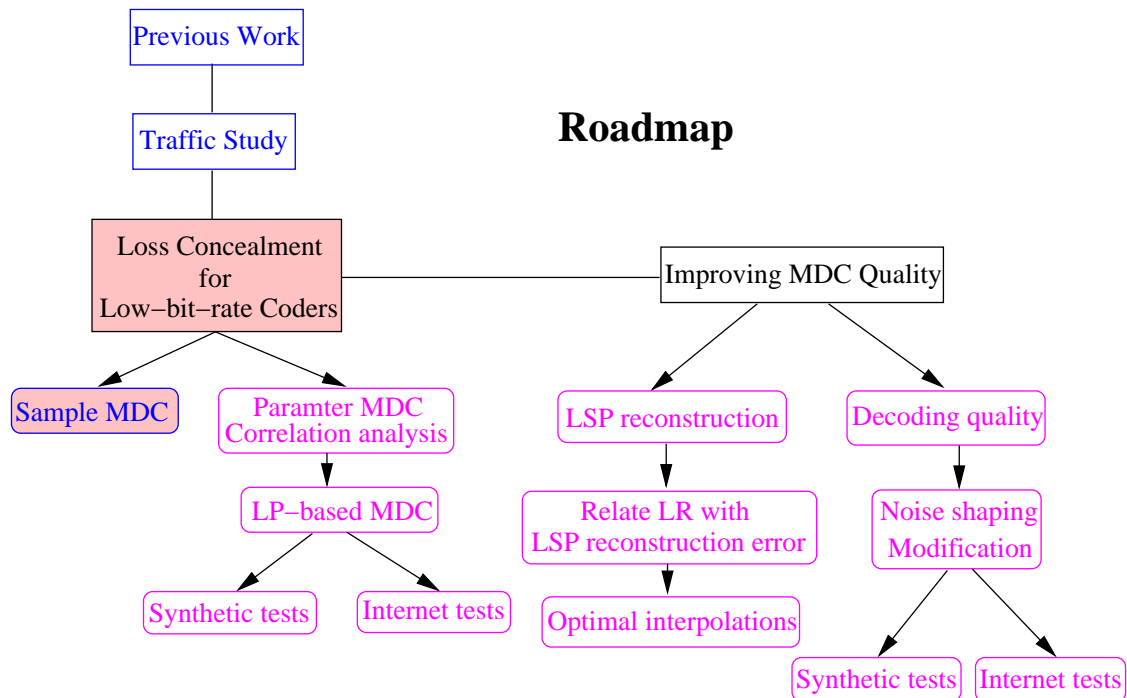 Previous Work
Traffic Study
Roadmap
Loss Concealment
for
Low−bit−rate Coders
Improving MDC Quality
Sample MDC
Paramter MDC
Correlation analysis
LSP reconstruction
Decoding quality
LP−based MDC
Relate LR with
LSP reconstruction error
Noise shaping
Modification
Synthetic tests
Internet tests
Optimal interpolations
Synthetic tests
Internet tests